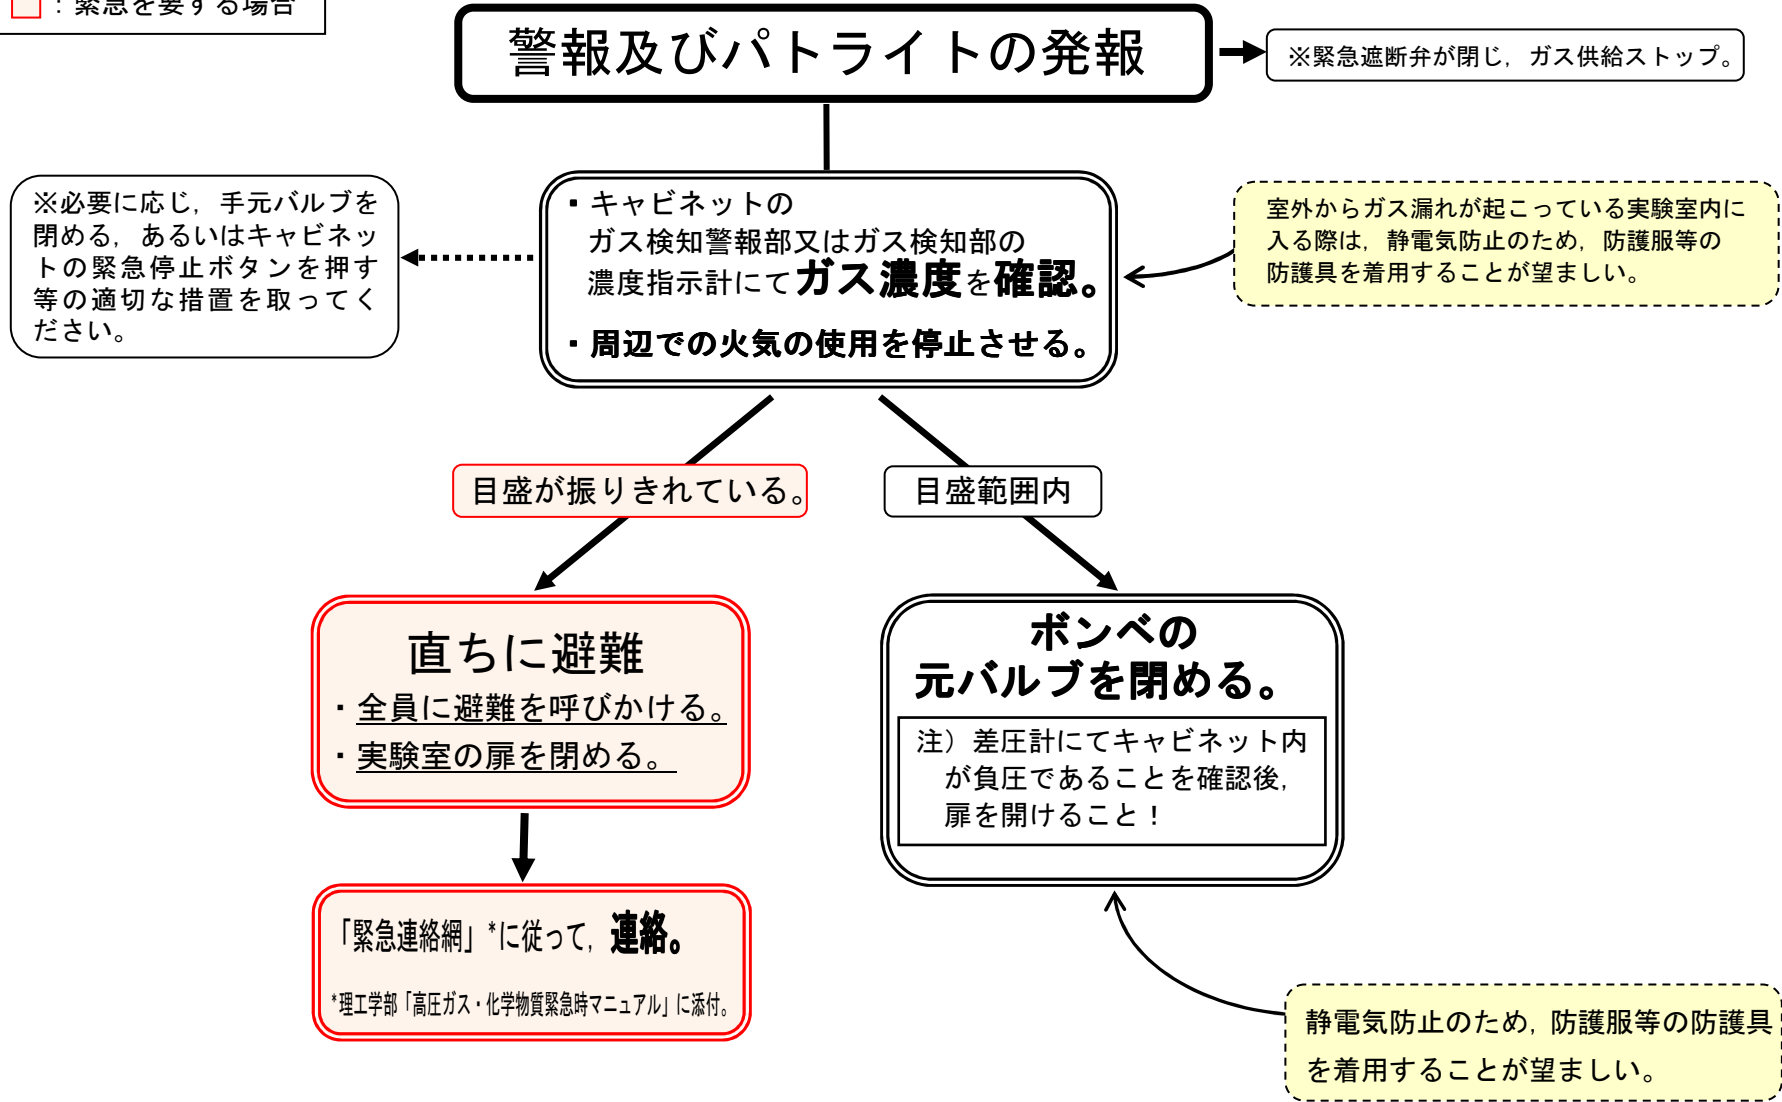 ：緊急を要する場合
警報及びパトライトの発報
※緊急遮断弁が閉じ，ガス供給ストップ。
※必要に応じ，手元バルブを
閉める，あるいはキャビネッ
トの緊急停止ボタンを押す
等の適切な措置を取ってく
ださい。
・キャビネットの
ガス検知警報部又はガス検知部の
濃度指示計にてガス濃度を確認。
・周辺での火気の使用を停止させる。
室外からガス漏れが起こっている実験室内に
入る際は，静電気防止のため，防護服等の
防護具を着用することが望ましい。
目盛が振りきれている。
目盛範囲内
直ちに避難
・全員に避難を呼びかける。
・実験室の扉を閉める。
ボンベの
元バルブを閉める。
注）差圧計にてキャビネット内
が負圧であることを確認後，
扉を開けること！
「緊急連絡網」*に従って，連絡。
*理工学部「高圧ガス・化学物質緊急時マニュアル」に添付。
静電気防止のため，防護服等の防護具
を着用することが望ましい。